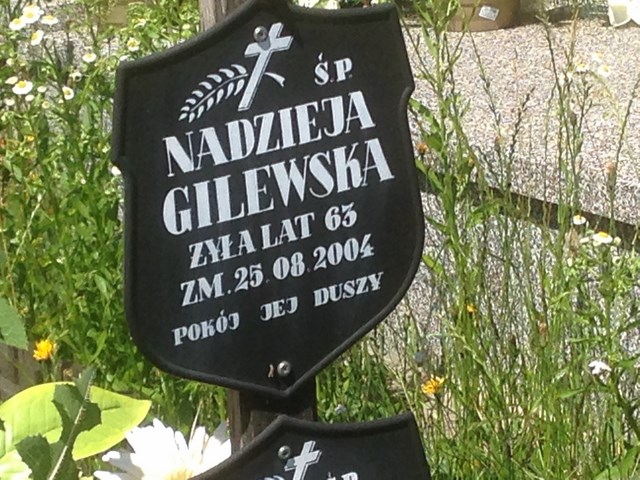 Ś.P.
NADZIEJA
GILEWSKA
ŻYŁA LAT 63
ZM. 25.08.2004
POKÓJ JEJ DUSZY
Ś.P.